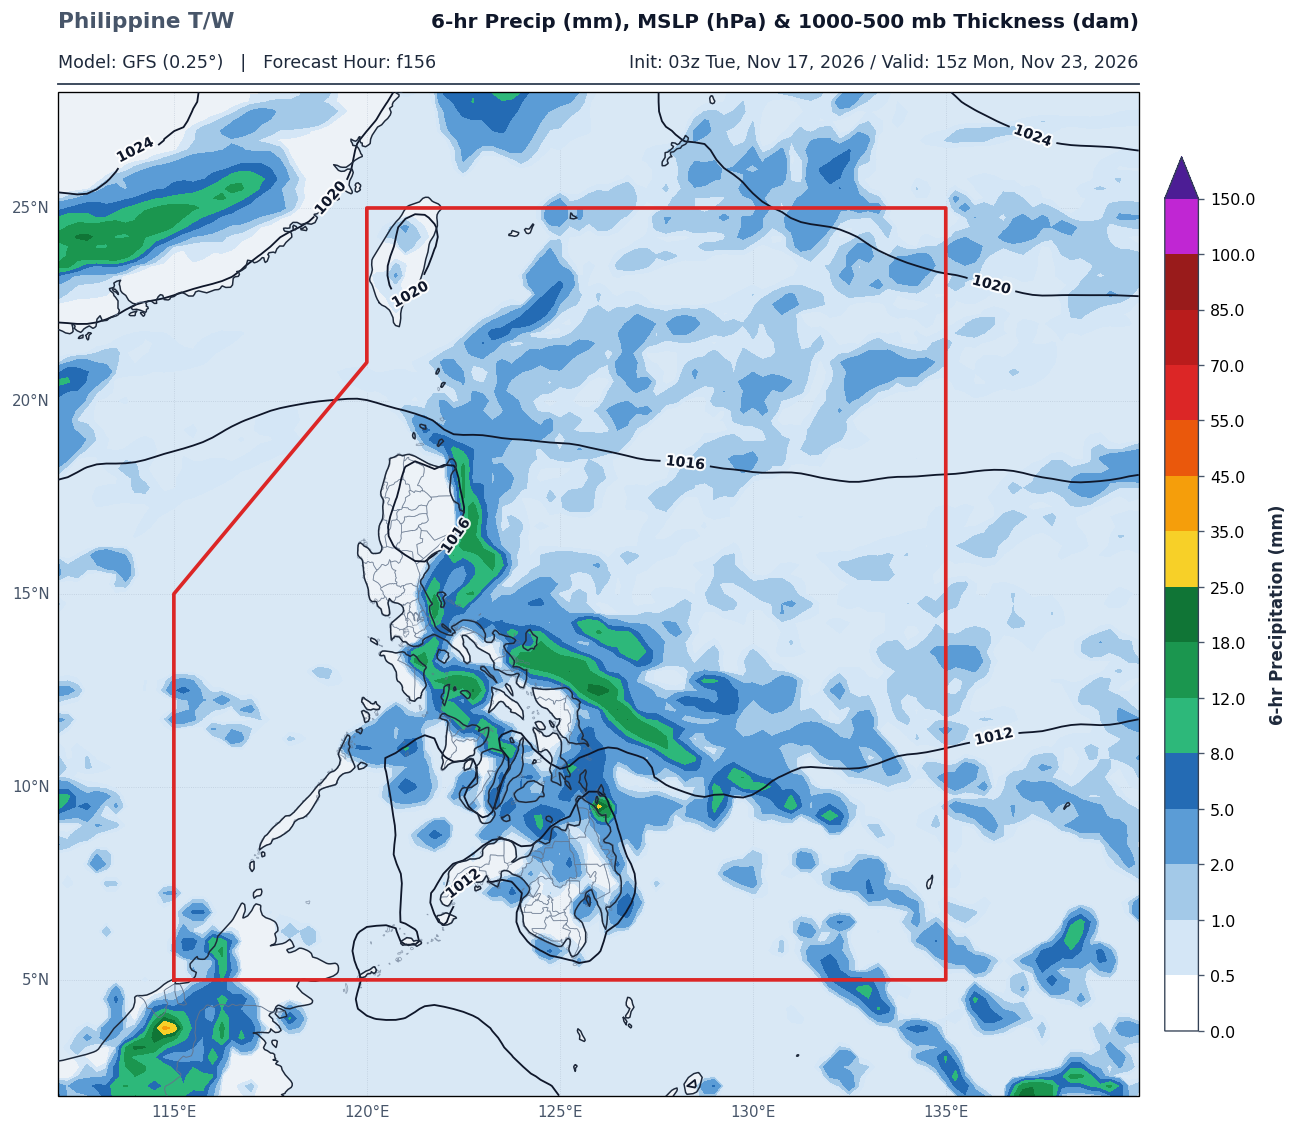 Philippine T/W
6-hr Precip (mm), MSLP (hPa) & 1000-500 mb Thickness (dam)
Model: GFS (0.25°) | Forecast Hour: f156
Init: 03z Tue, Nov 17, 2026 / Valid: 15z Mon, Nov 23, 2026
1024
1024
1020
1020
1020
1016
1016
1012
1012
25°N
20°N
15°N
10°N
5°N
115°E
120°E
125°E
130°E
135°E
150.0
100.0
85.0
70.0
55.0
45.0
35.0
25.0
18.0
12.0
8.0
5.0
2.0
1.0
0.5
0.0
6-hr Precipitation (mm)